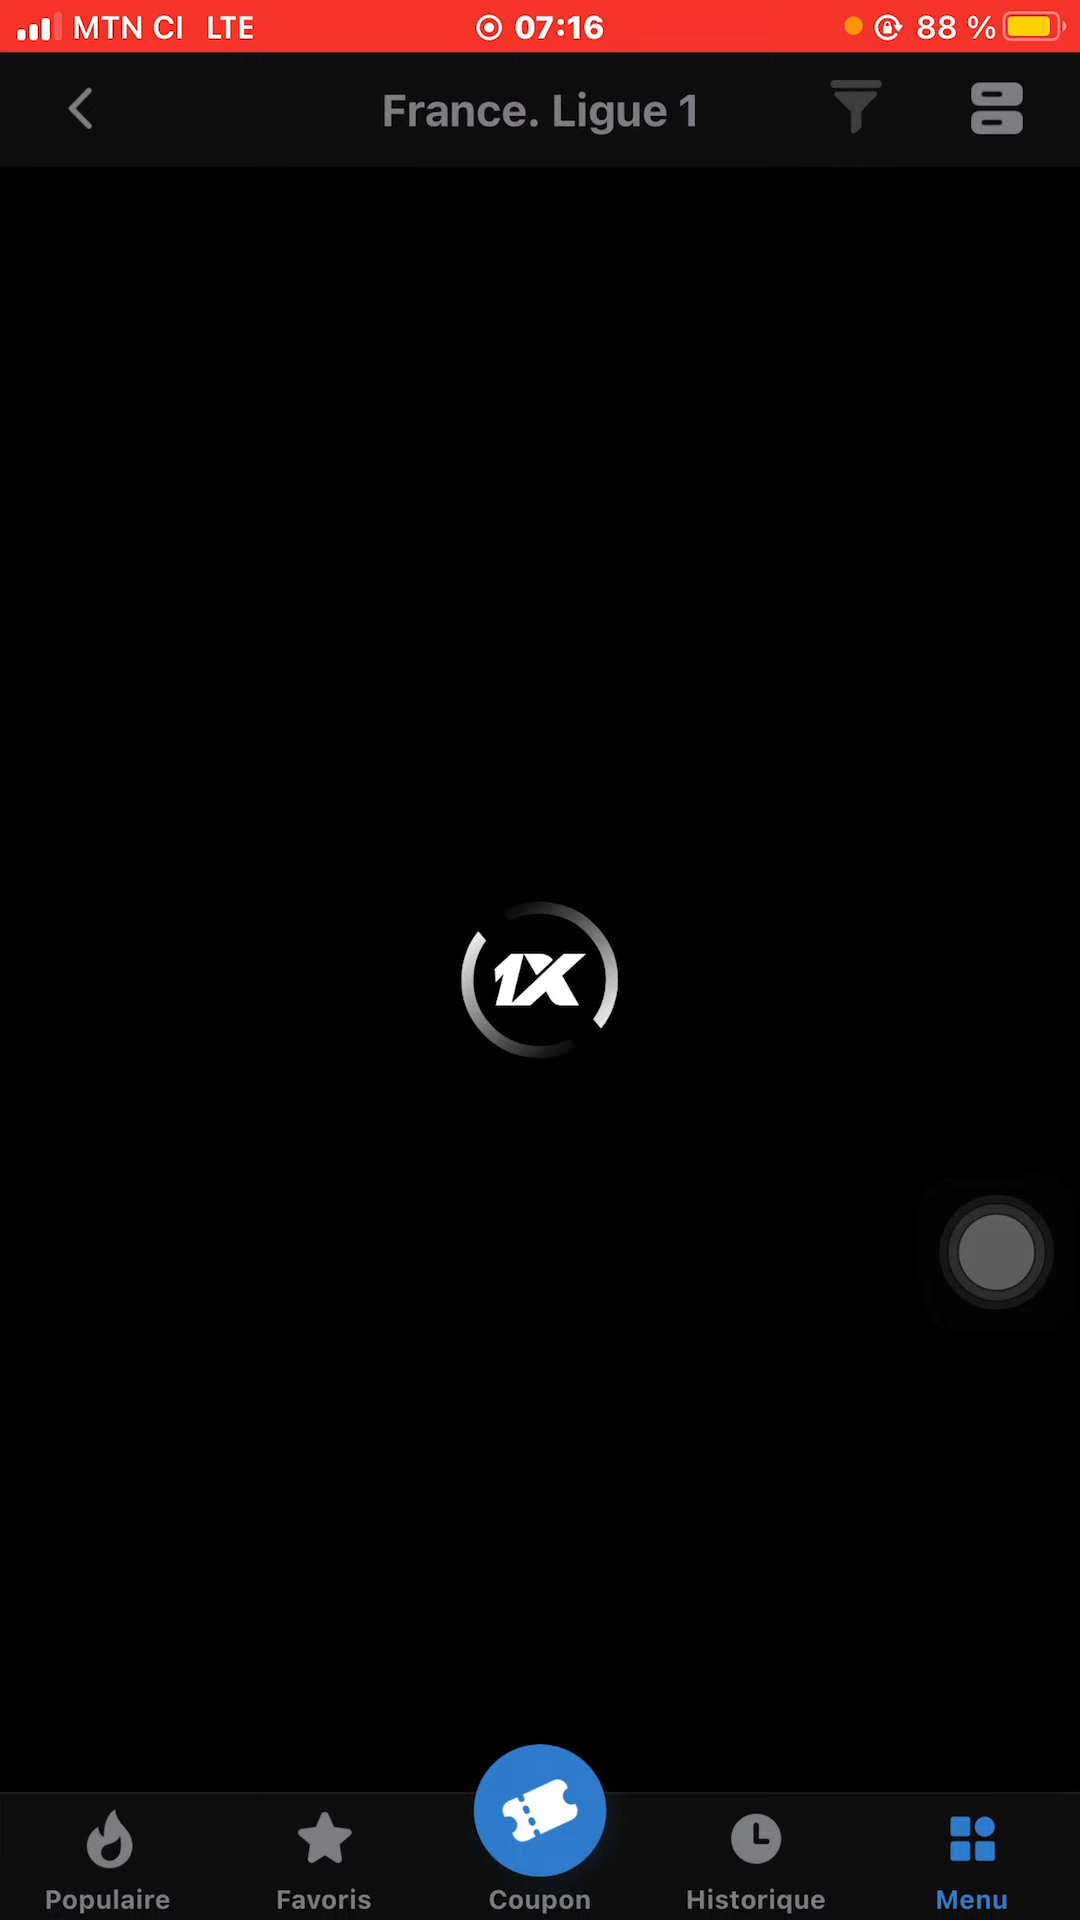 MTN CI LTE 07:16 88 %
France. Ligue 1
1X
Populaire Favoris Coupon Historique Menu